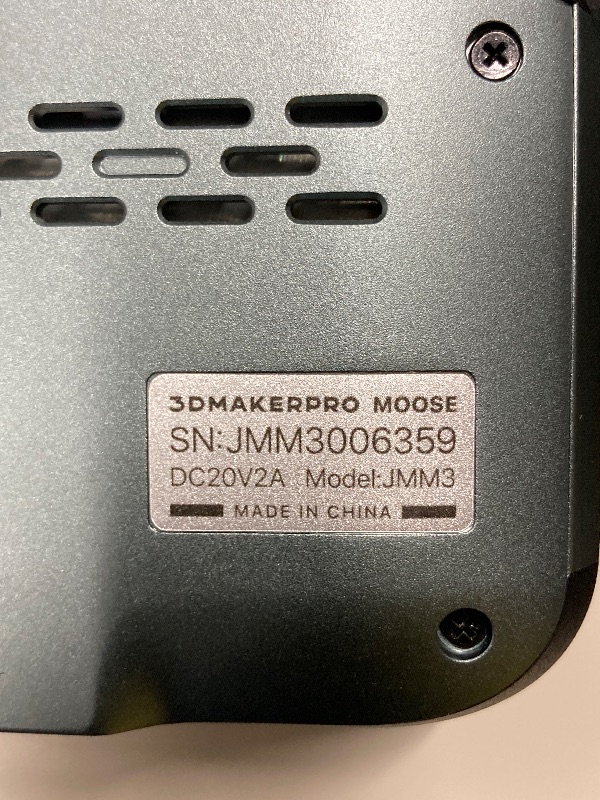 3DMAKERPRO MOOSE
SN:JMM3006359
DC20V2A Model:JMM3
MADE IN CHINA